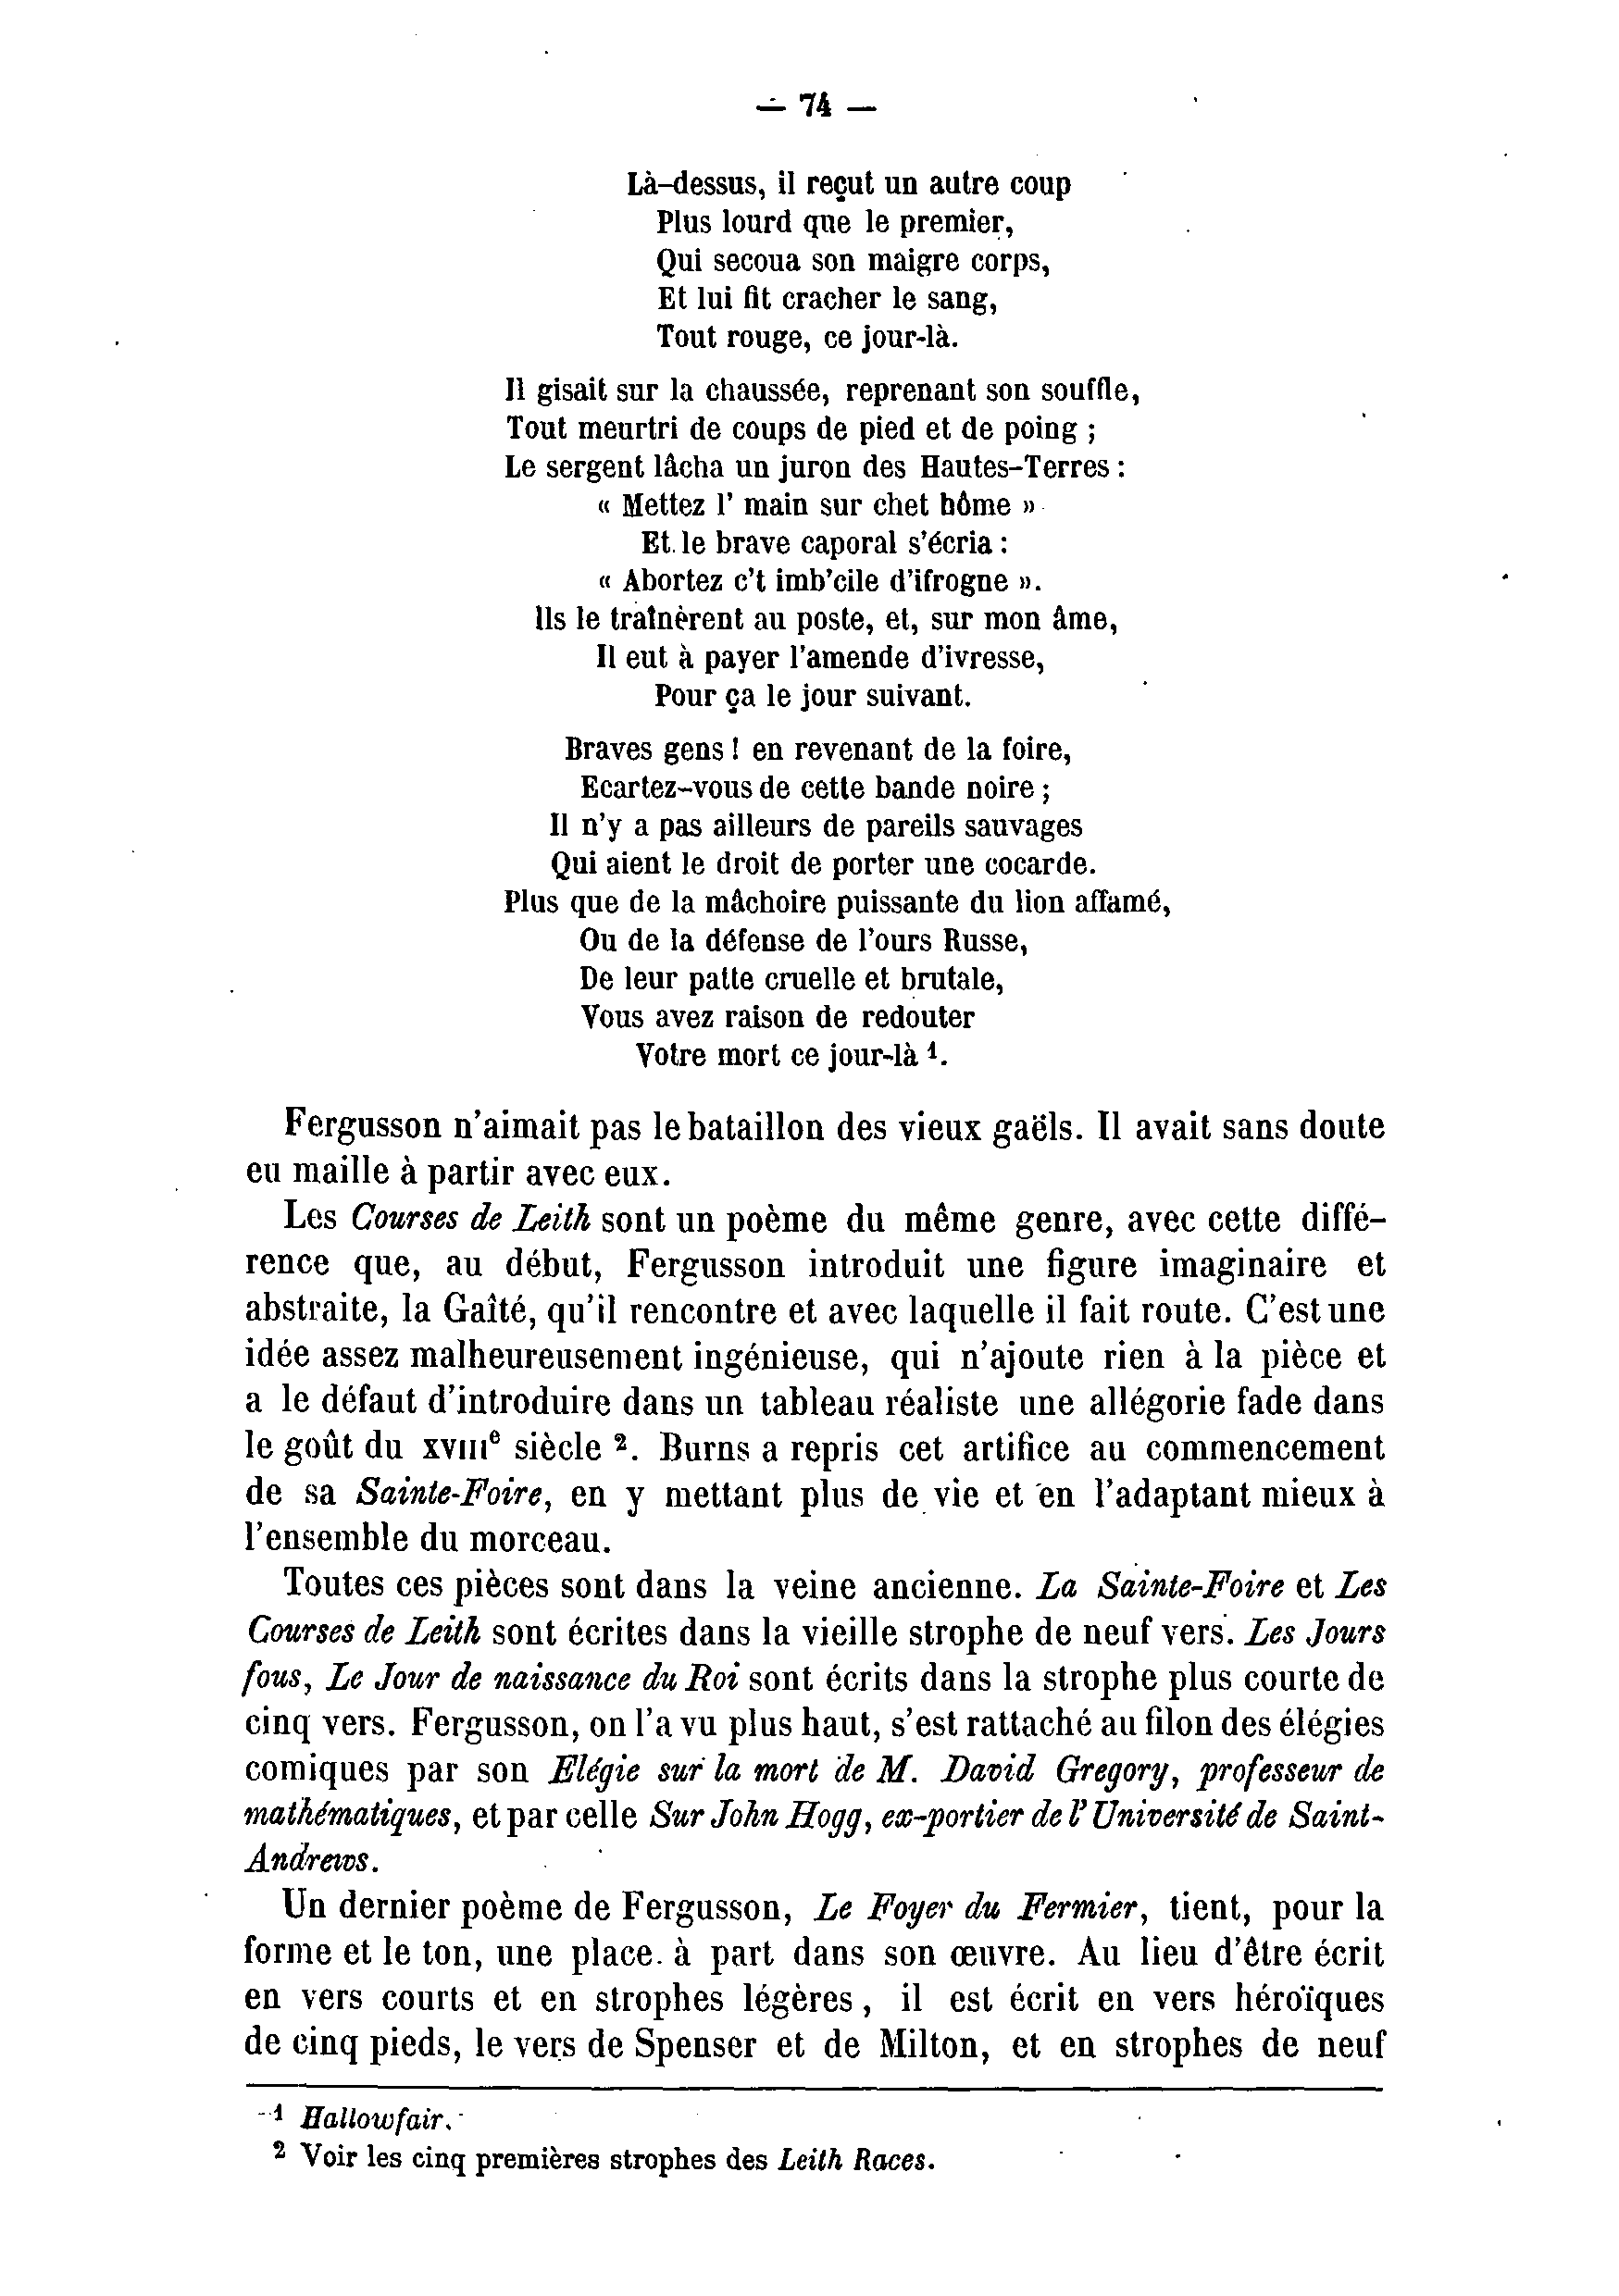 — 74 —
Là-dessus, il reçut un autre coup
Plus lourd que le premier,
Qui secoua son maigre corps,
Et lui fit cracher le sang,
Tout rouge, ce jour-là.
Il gisait sur la chaussée, reprenant son souffle,
Tout meurtri de coups de pied et de poing ;
Le sergent lâcha un juron des Hautes-Terres :
« Mettez l' main sur chet hôme »
Et le brave caporal s'écria :
« Abortez c't imb'cile d'ifrogne ».
Ils le traînèrent au poste, et, sur mon âme,
Il eut à payer l'amende d'ivresse,
Pour ça le jour suivant.
Braves gens ! en revenant de la foire,
Ecartez-vous de cette bande noire ;
Il n'y a pas ailleurs de pareils sauvages
Qui aient le droit de porter une cocarde.
Plus que de la mâchoire puissante du lion affamé,
Ou de la défense de l'ours Russe,
De leur patte cruelle et brutale,
Vous avez raison de redouter
Votre mort ce jour-là ¹.
Fergusson n'aimait pas le bataillon des vieux gaëls. Il avait sans doute
eu maille à partir avec eux.
Les Courses de Leith sont un poème du même genre, avec cette diffé-
rence que, au début, Fergusson introduit une figure imaginaire et
abstraite, la Gaîté, qu'il rencontre et avec laquelle il fait route. C'est une
idée assez malheureusement ingénieuse, qui n'ajoute rien à la pièce et
a le défaut d'introduire dans un tableau réaliste une allégorie fade dans
le goût du XVIIIe siècle ². Burns a repris cet artifice au commencement
de sa Sainte-Foire, en y mettant plus de vie et en l'adaptant mieux à
l'ensemble du morceau.
Toutes ces pièces sont dans la veine ancienne. La Sainte-Foire et Les
Courses de Leith sont écrites dans la vieille strophe de neuf vers. Les Jours
fous, Le Jour de naissance du Roi sont écrits dans la strophe plus courte de
cinq vers. Fergusson, on l'a vu plus haut, s'est rattaché au filon des élégies
comiques par son Elégie sur la mort de M. David Gregory, professeur de
mathématiques, et par celle Sur John Hogg, ex-portier de l'Université de Saint-
Andrews.
Un dernier poème de Fergusson, Le Foyer du Fermier, tient, pour la
forme et le ton, une place à part dans son œuvre. Au lieu d'être écrit
en vers courts et en strophes légères, il est écrit en vers héroïques
de cinq pieds, le vers de Spenser et de Milton, et en strophes de neuf
¹ Hallowfair.
² Voir les cinq premières strophes des Leith Races.